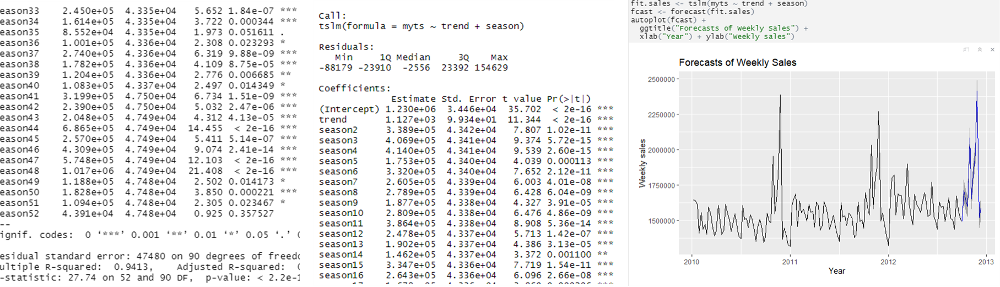 eason33 2.450e+05 4.335e+04 5.652 1.84e-07 ***
eason34 1.614e+05 4.335e+04 3.722 0.000344 ***
eason35 8.552e+04 4.335e+04 1.973 0.051611 .
eason36 1.001e+05 4.336e+04 2.308 0.023293 *
eason37 2.740e+05 4.336e+04 6.319 9.88e-09 ***
eason38 1.782e+05 4.336e+04 4.109 8.75e-05 ***
eason39 1.204e+05 4.336e+04 2.776 0.006685 **
eason40 1.083e+05 4.337e+04 2.497 0.014349 *
eason41 3.199e+05 4.750e+04 6.734 1.51e-09 ***
eason42 2.390e+05 4.750e+04 5.032 2.47e-06 ***
eason43 2.048e+05 4.749e+04 4.312 4.13e-05 ***
eason44 6.865e+05 4.749e+04 14.455 < 2e-16 ***
eason45 2.570e+05 4.749e+04 5.411 5.14e-07 ***
eason46 4.309e+05 4.749e+04 9.074 2.41e-14 ***
eason47 5.748e+05 4.749e+04 12.103 < 2e-16 ***
eason48 1.017e+06 4.749e+04 21.408 < 2e-16 ***
eason49 1.188e+05 4.748e+04 2.502 0.014173 *
eason50 1.828e+05 4.748e+04 3.850 0.000221 ***
eason51 1.094e+05 4.748e+04 2.305 0.023467 *
eason52 4.391e+04 4.748e+04 0.925 0.357527
--
ignif. codes: 0 ‘***’ 0.001 ‘**’ 0.01 ‘*’ 0.05 ‘.’
esidual standard error: 47480 on 90 degrees of freed
ultiple R-squared: 0.9413, Adjusted R-squared:
-statistic: 27.74 on 52 and 90 DF, p-value: < 2.2e-1
Call:
tslm(formula = myts ~ trend + season)
Residuals:
Min 1Q Median 3Q Max
-88179 -23910 -2556 23392 154629
Coefficients:
Estimate Std. Error t value Pr(>|t|)
(Intercept) 1.230e+06 3.446e+04 35.702 < 2e-16 ***
trend 1.127e+03 9.934e+01 11.344 < 2e-16 ***
season2 3.389e+05 4.342e+04 7.807 1.02e-11 ***
season3 4.069e+05 4.341e+04 9.374 5.72e-15 ***
season4 4.140e+05 4.341e+04 9.539 2.60e-15 ***
season5 1.753e+05 4.340e+04 4.039 0.000113 ***
season6 3.320e+05 4.340e+04 7.652 2.12e-11 ***
season7 2.605e+05 4.339e+04 6.003 4.01e-08 ***
season8 2.789e+05 4.339e+04 6.428 6.04e-09 ***
season9 1.877e+05 4.338e+04 4.327 3.91e-05 ***
season10 2.809e+05 4.338e+04 6.476 4.86e-09 ***
season11 3.864e+05 4.338e+04 8.908 5.36e-14 ***
season12 2.478e+05 4.337e+04 5.713 1.42e-07 ***
season13 1.902e+05 4.337e+04 4.386 3.13e-05 ***
season14 1.462e+05 4.337e+04 3.372 0.001100 **
season15 3.347e+05 4.336e+04 7.719 1.54e-11 ***
season16 2.643e+05 4.336e+04 6.096 2.66e-08 ***
fit.sales <- tslm(myts ~ trend + season)
fcast <- forecast(fit.sales)
autoplot(fcast) +
ggtitle("Forecasts of Weekly Sales") +
xlab("Year") + ylab("Weekly sales")
Forecasts of Weekly Sales
2500000
2250000
2000000
1750000
1500000
Weekly sales
2010 2011 2012 2013
Year